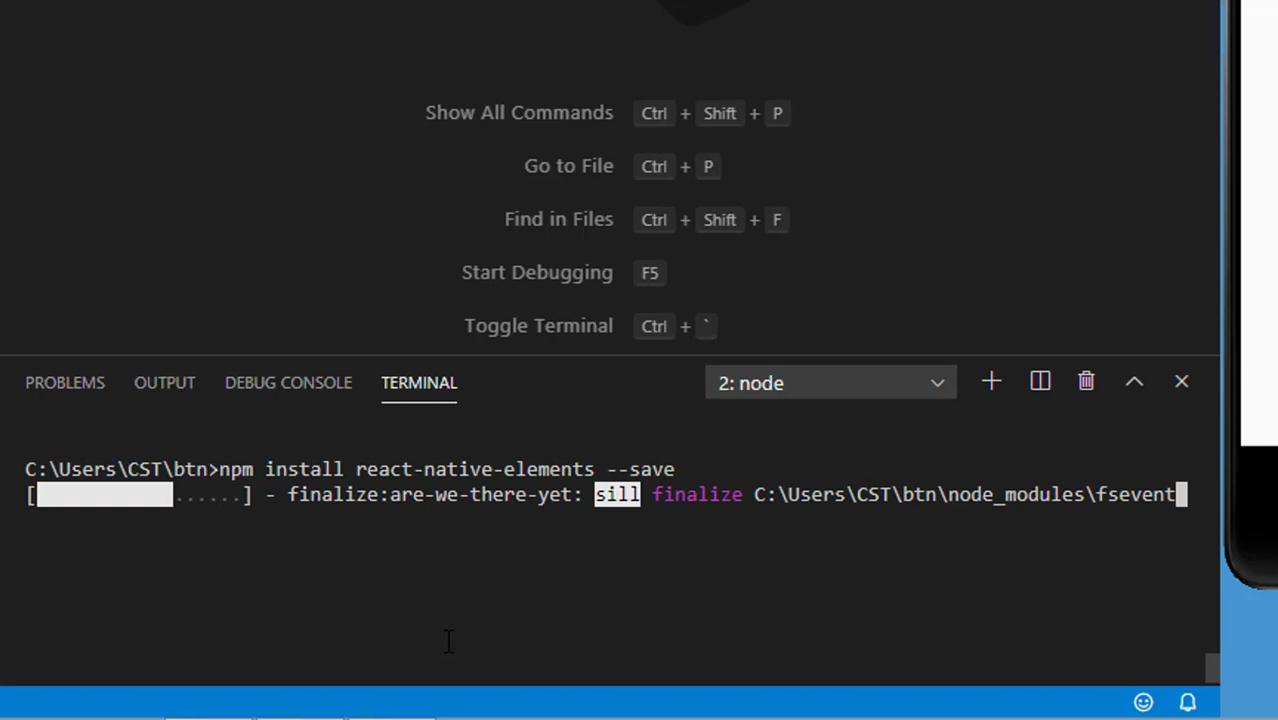 Show All Commands Ctrl + Shift + P
Go to File Ctrl + P
Find in Files Ctrl + Shift + F
Start Debugging F5
Toggle Terminal Ctrl + `
PROBLEMS OUTPUT DEBUG CONSOLE TERMINAL 2: node
C:\Users\CST\btn>npm install react-native-elements --save
[ ......] - finalize:are-we-there-yet: sill finalize C:\Users\CST\btn\node_modules\fsevent